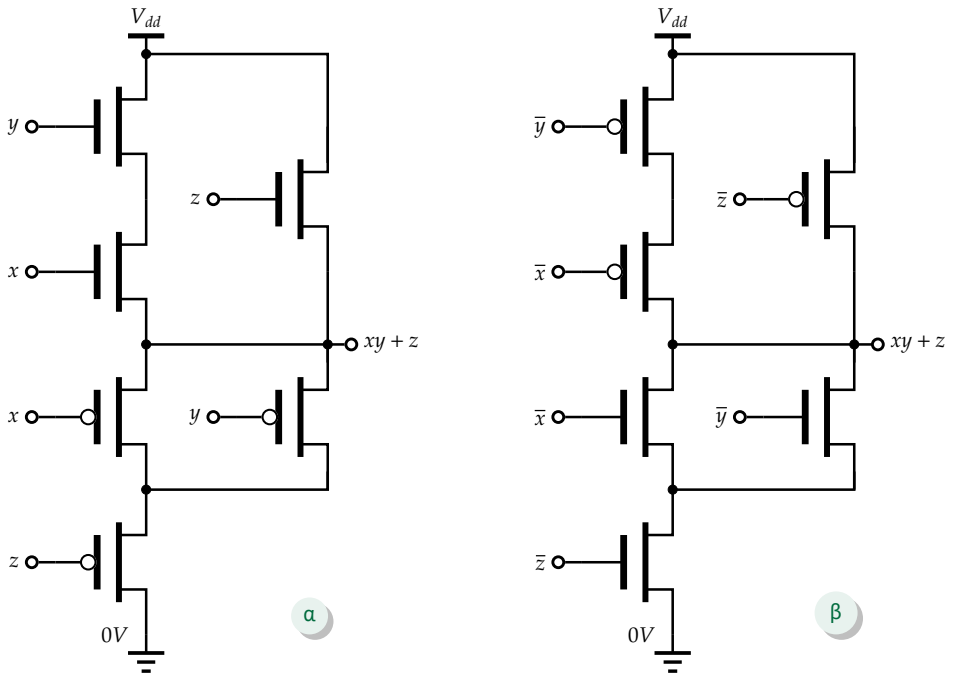 V_dd
y
z
x
xy + z
x
y
z
0V
α
V_dd
y̅
z̅
x̅
xy + z
x̅
y̅
z̅
0V
β